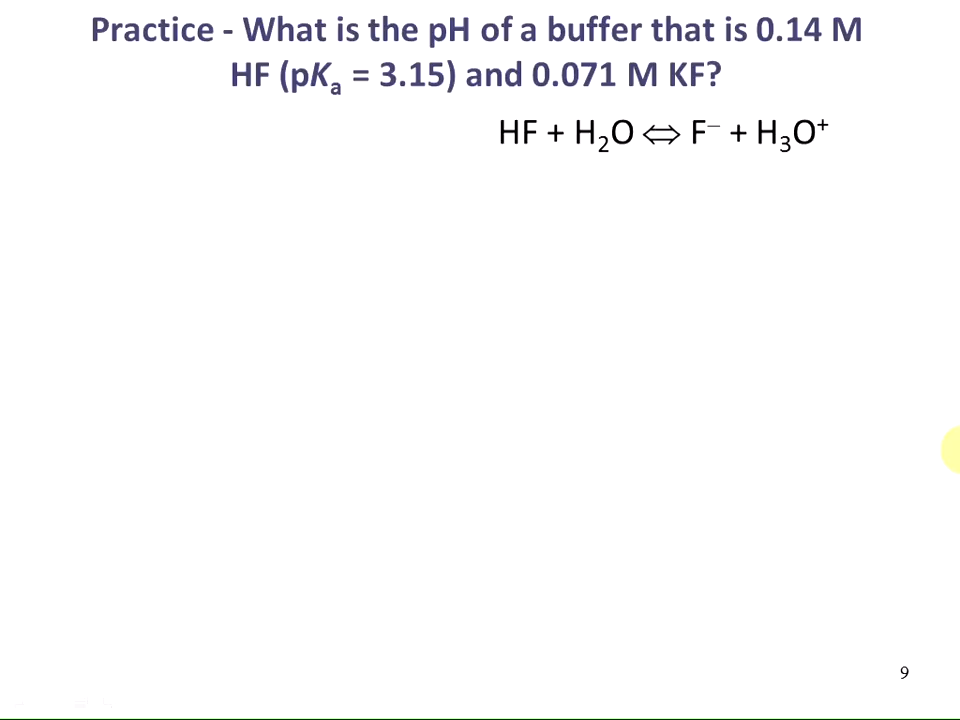 Practice - What is the pH of a buffer that is 0.14 M
HF (pKₐ = 3.15) and 0.071 M KF?
HF + H₂O ⇔ F⁻ + H₃O⁺
9